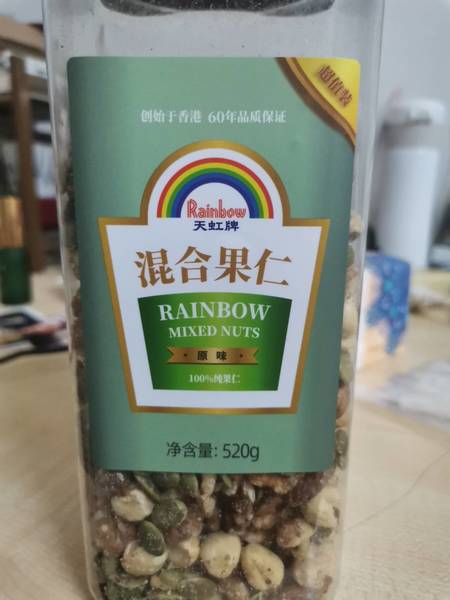 超值装
创始于香港 60年品质保证
Rainbow
天虹牌
混合果仁
RAINBOW
MIXED NUTS
原味
100%纯果仁
净含量: 520g